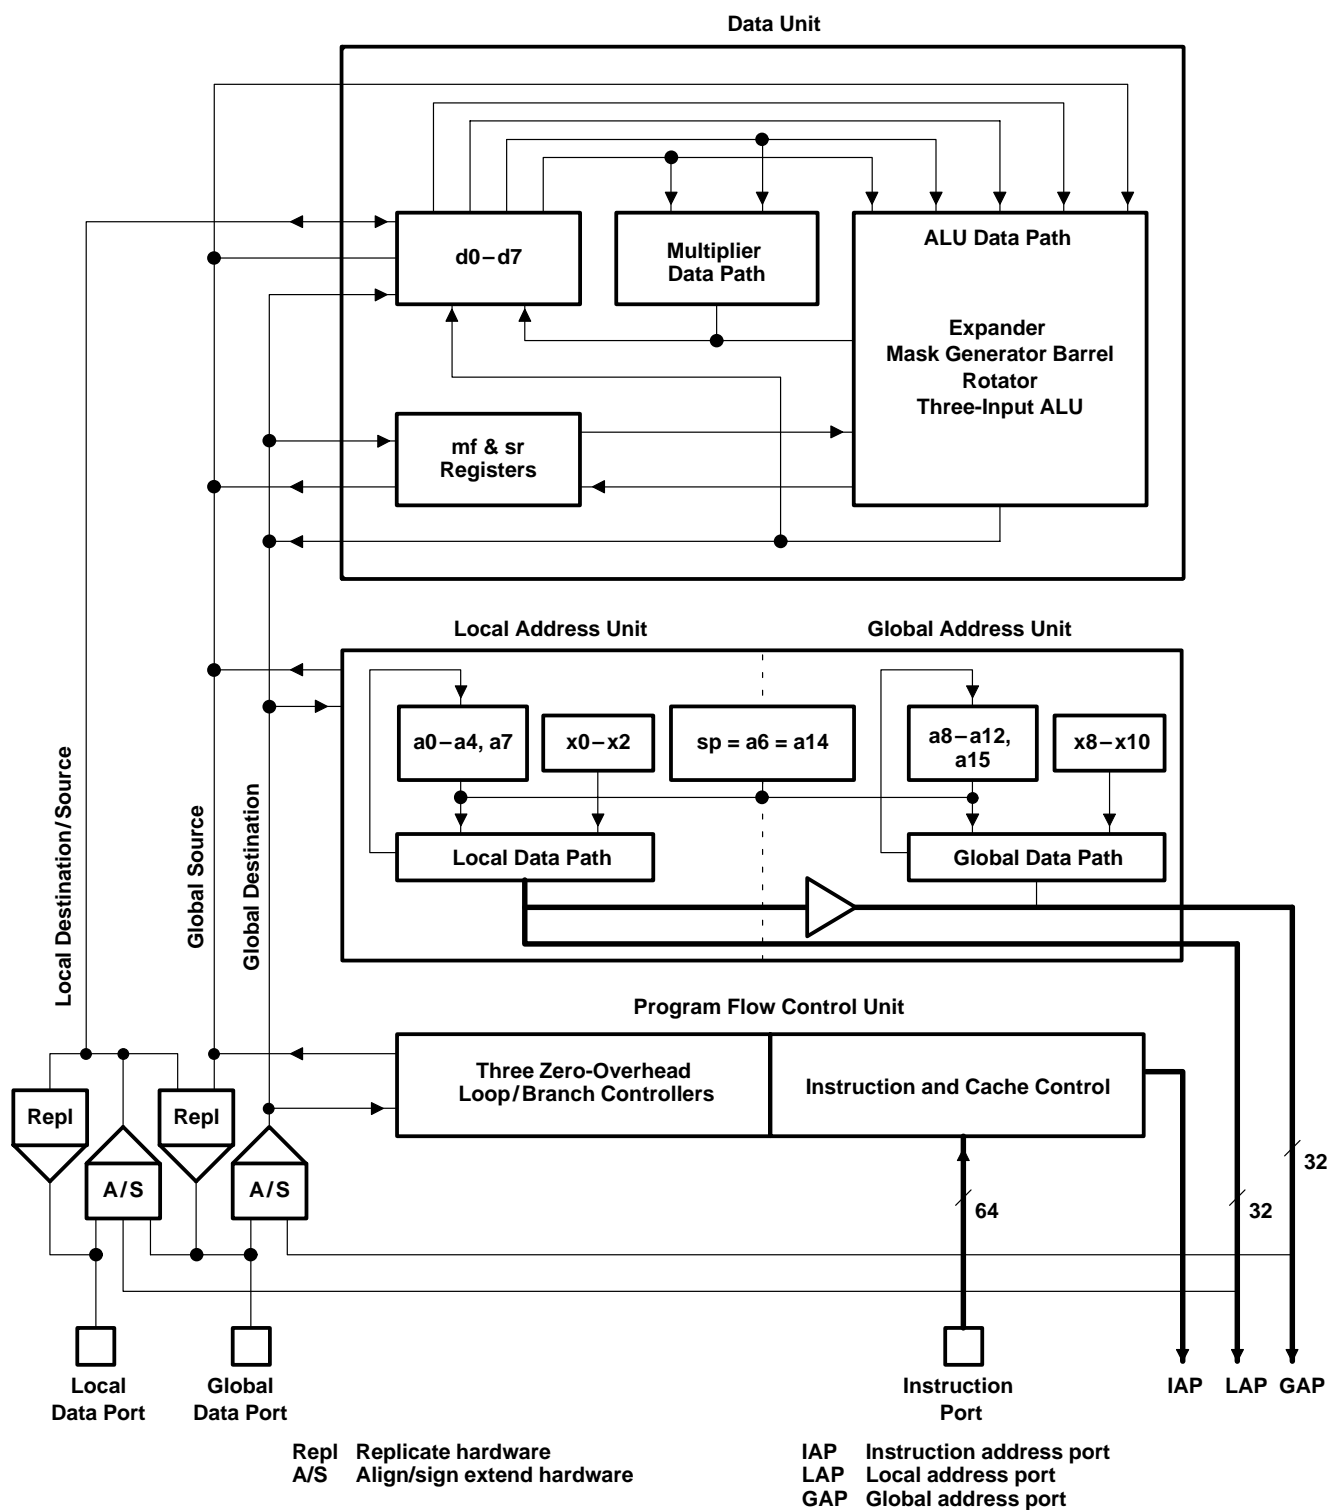 Data Unit
d0–d7
Multiplier
Data Path
ALU Data Path
Expander
Mask Generator Barrel
Rotator
Three-Input ALU
mf & sr
Registers
Local Address Unit
Global Address Unit
a0–a4, a7
x0–x2
sp = a6 = a14
a8–a12,
a15
x8–x10
Local Data Path
Global Data Path
Local Destination/Source
Global Source
Global Destination
Program Flow Control Unit
Three Zero-Overhead
Loop/Branch Controllers
Instruction and Cache Control
Repl
Repl
A/S
A/S
32
64
32
Local
Data Port
Global
Data Port
Instruction
Port
IAP
LAP
GAP
Repl Replicate hardware
A/S Align/sign extend hardware
IAP Instruction address port
LAP Local address port
GAP Global address port